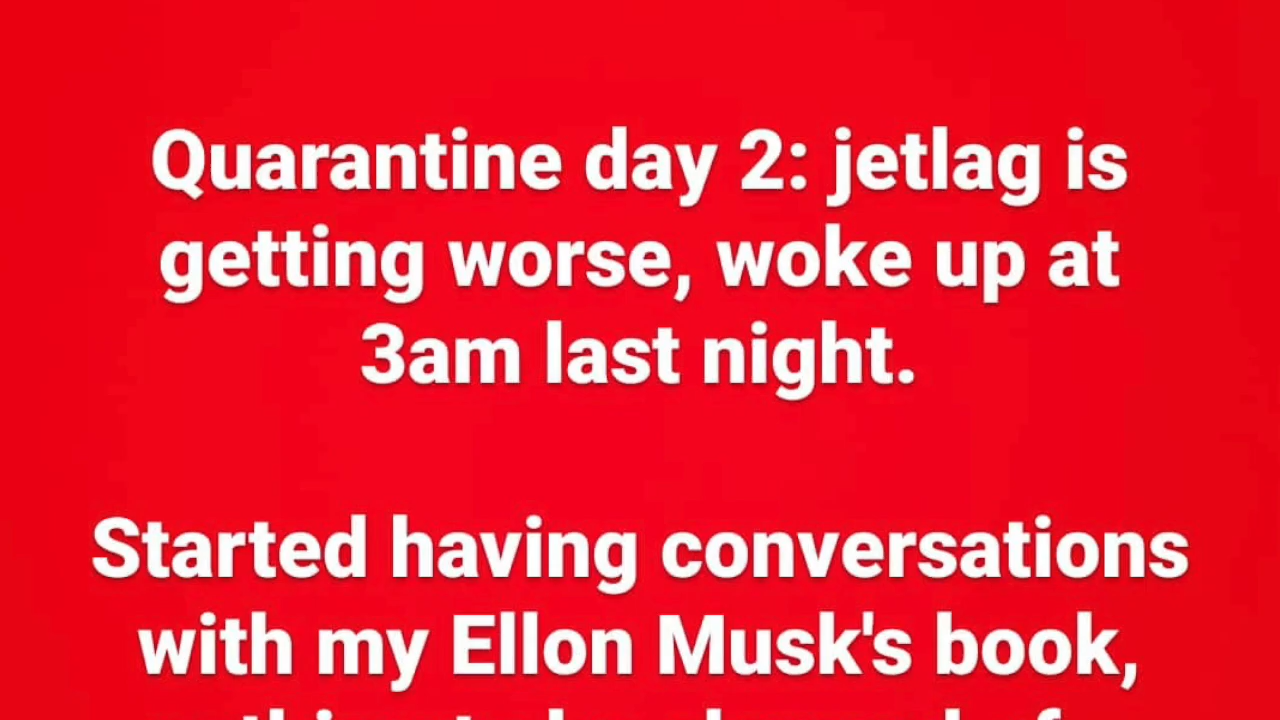 Quarantine day 2: jetlag is
getting worse, woke up at
3am last night.
Started having conversations
with my Ellon Musk's book,